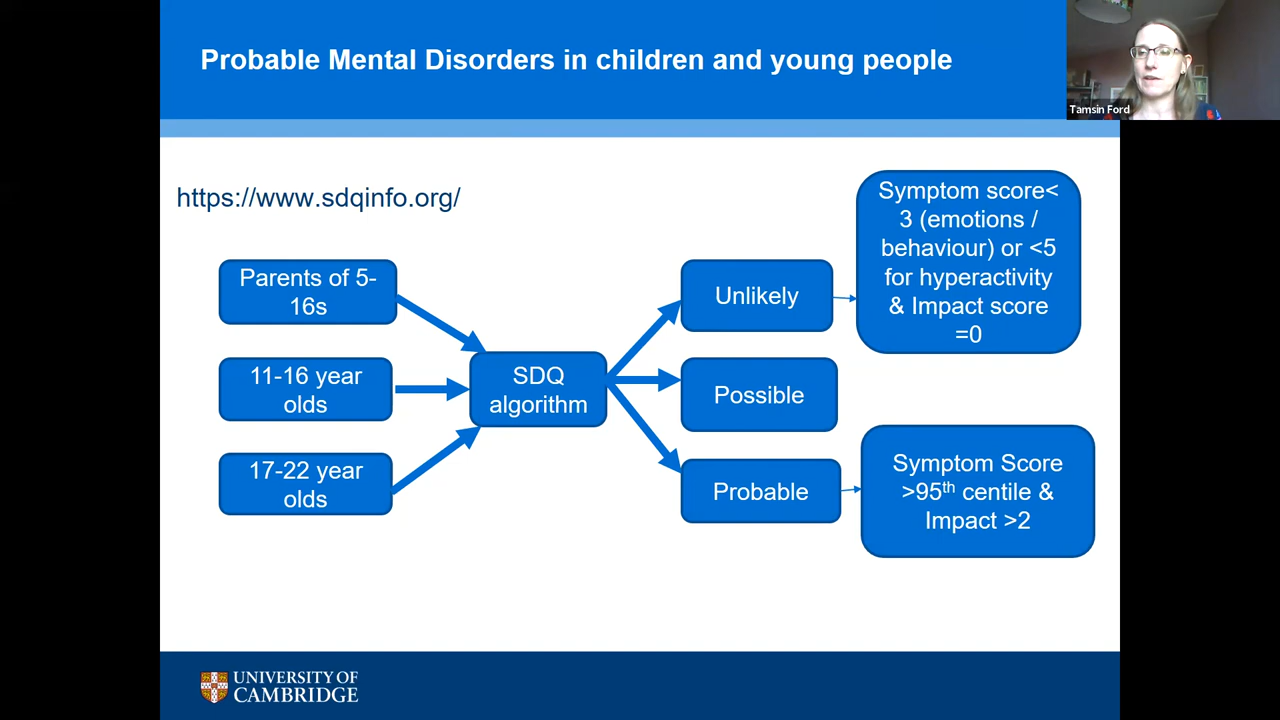 Probable Mental Disorders in children and young people
Tamsin Ford
https://www.sdqinfo.org/
Parents of 5-
16s
11-16 year
olds
17-22 year
olds
SDQ
algorithm
Unlikely
Possible
Probable
Symptom score<
3 (emotions /
behaviour) or <5
for hyperactivity
& Impact score
=0
Symptom Score
>95th centile &
Impact >2
UNIVERSITY OF
CAMBRIDGE